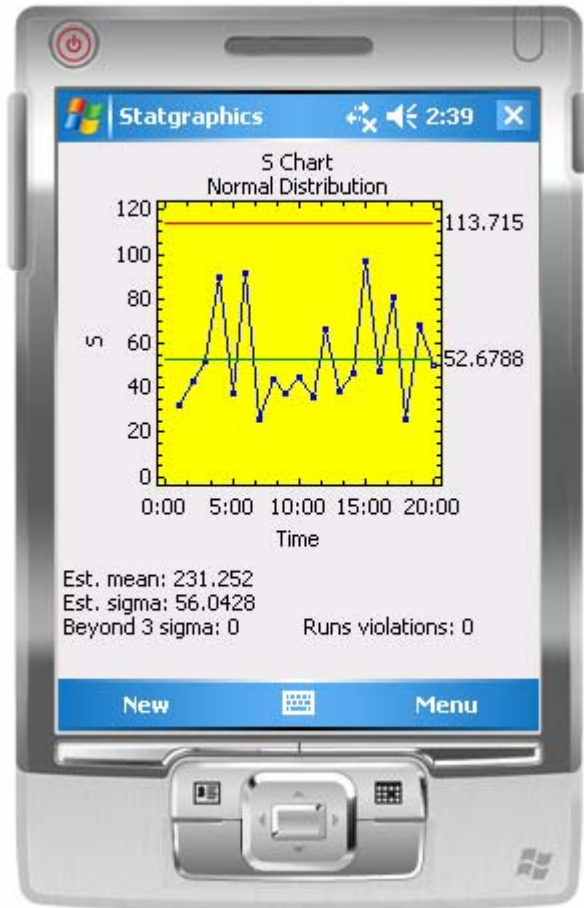 Statgraphics 2:39
S Chart
Normal Distribution
120
113.715
100
80
S
60
52.6788
40
20
0
0:00 5:00 10:00 15:00 20:00
Time
Est. mean: 231.252
Est. sigma: 56.0428
Beyond 3 sigma: 0 Runs violations: 0
New Menu